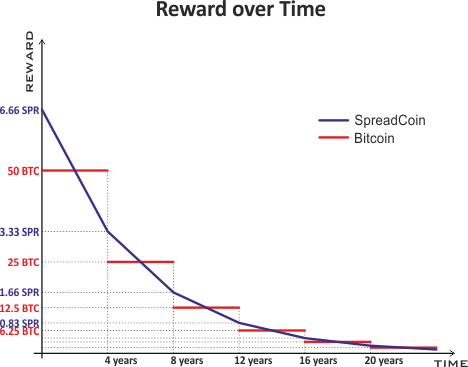 Reward over Time
REWARD
6.66 SPR
SpreadCoin
Bitcoin
50 BTC
3.33 SPR
25 BTC
1.66 SPR
12.5 BTC
0.83 SPR
6.25 BTC
4 years 8 years 12 years 16 years 20 years
TIME